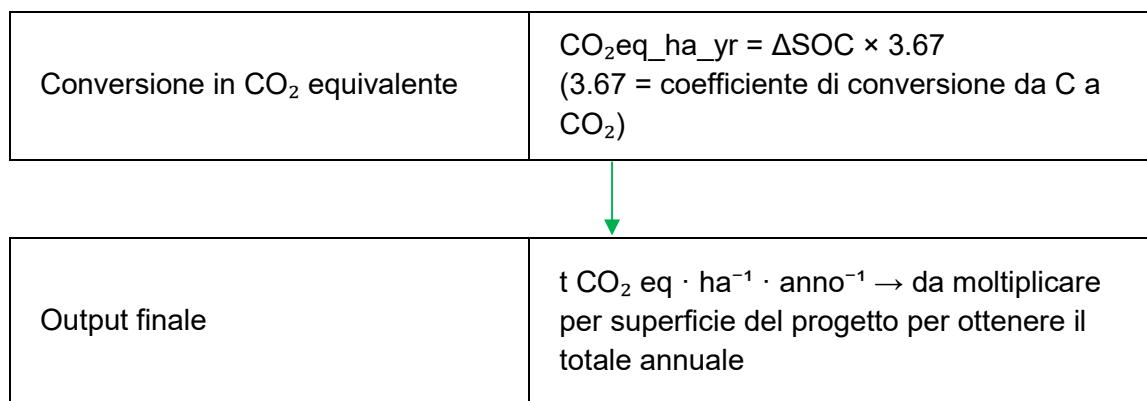 Conversione in CO₂ equivalente
CO₂eq_ha_yr = ΔSOC × 3.67
(3.67 = coefficiente di conversione da C a
CO₂)
Output finale
t CO₂ eq · ha⁻¹ · anno⁻¹ → da moltiplicare
per superficie del progetto per ottenere il
totale annuale